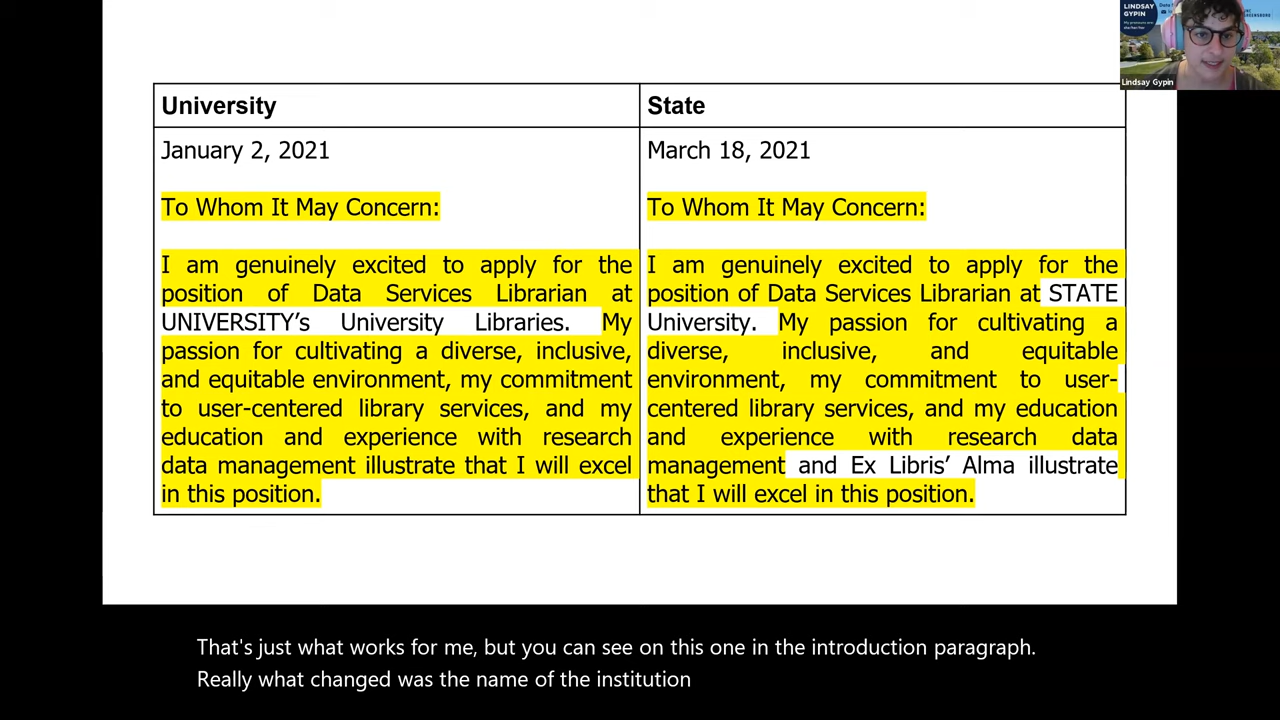 LINDSAY
GYPIN
Lindsay Gypin
University
January 2, 2021
To Whom It May Concern:
I am genuinely excited to apply for the
position of Data Services Librarian at
UNIVERSITY’s University Libraries. My
passion for cultivating a diverse, inclusive,
and equitable environment, my commitment
to user-centered library services, and my
education and experience with research
data management illustrate that I will excel
in this position.
State
March 18, 2021
To Whom It May Concern:
I am genuinely excited to apply for the
position of Data Services Librarian at STATE
University. My passion for cultivating a
diverse, inclusive, and equitable
environment, my commitment to user-
centered library services, and my education
and experience with research data
management and Ex Libris’ Alma illustrate
that I will excel in this position.
That's just what works for me, but you can see on this one in the introduction paragraph.
Really what changed was the name of the institution